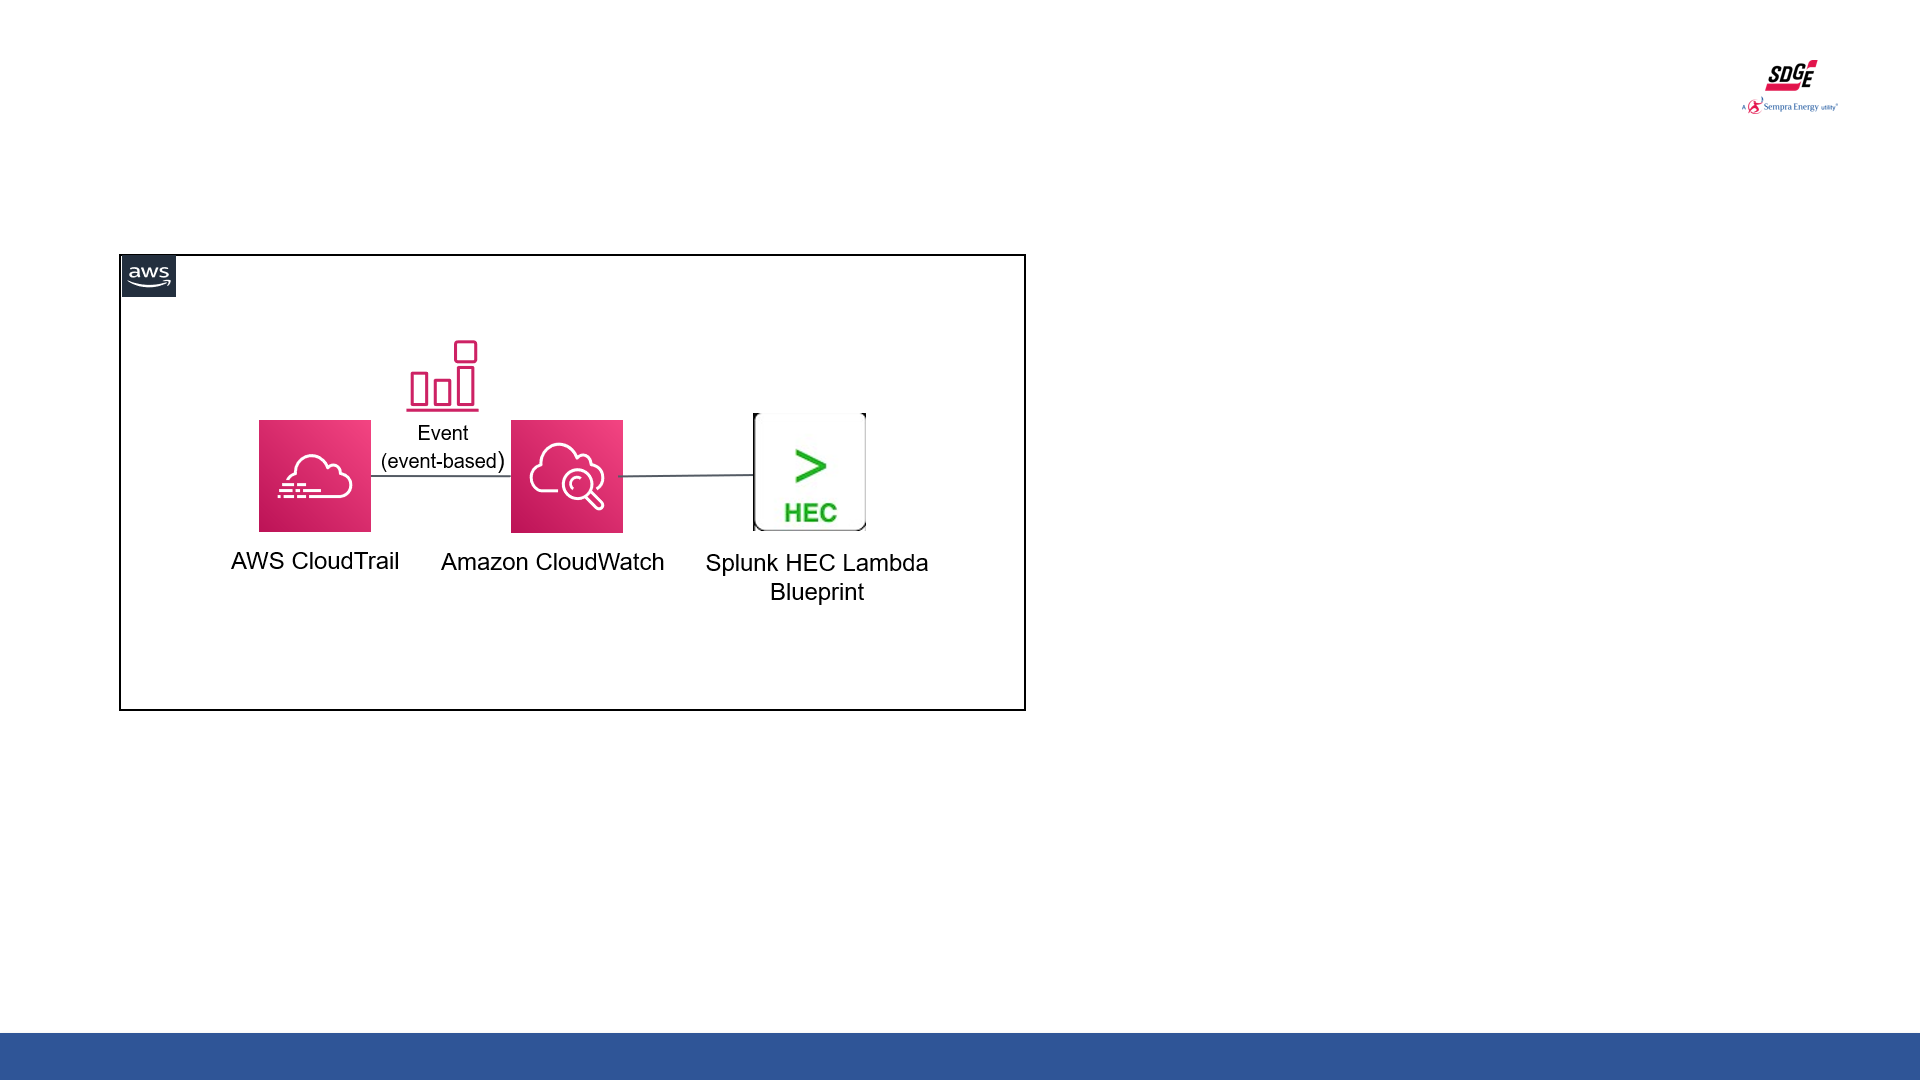 SDGE
A Sempra Energy utility®
aws
Event
(event-based)
>
HEC
AWS CloudTrail
Amazon CloudWatch
Splunk HEC Lambda
Blueprint